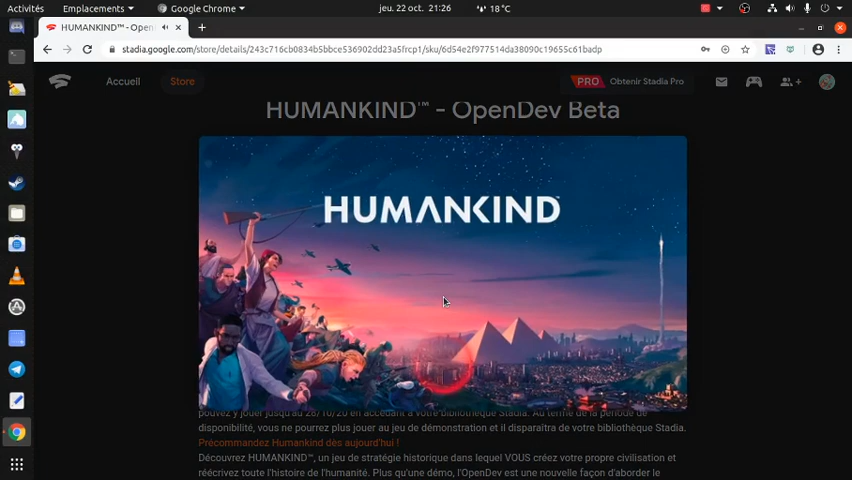 Activités
Emplacements
Google Chrome
jeu. 22 oct. 21:26
18 °C
HUMANKIND™ - OpenD
stadia.google.com/store/details/243c716cb0834b5bbce536902dd23a5frcp1/sku/6d54e2f977514da38090c19655c61badp
Accueil
Store
PRO
Obtenir Stadia Pro
HUMANKIND™ - OpenDev Beta
HUMANKIND
pouvez y jouer jusqu'au 28/10/20 en accédant à votre bibliothèque Stadia. Au terme de la période de
disponibilité, vous ne pourrez plus jouer au jeu de démonstration et il disparaîtra de votre bibliothèque Stadia.
Précommandez Humankind dès aujourd'hui !
Découvrez HUMANKIND™, un jeu de stratégie historique dans lequel VOUS créez votre propre civilisation et
réécrivez toute l'histoire de l'humanité. Plus qu'une démo, l'OpenDev est une nouvelle façon d'aborder le